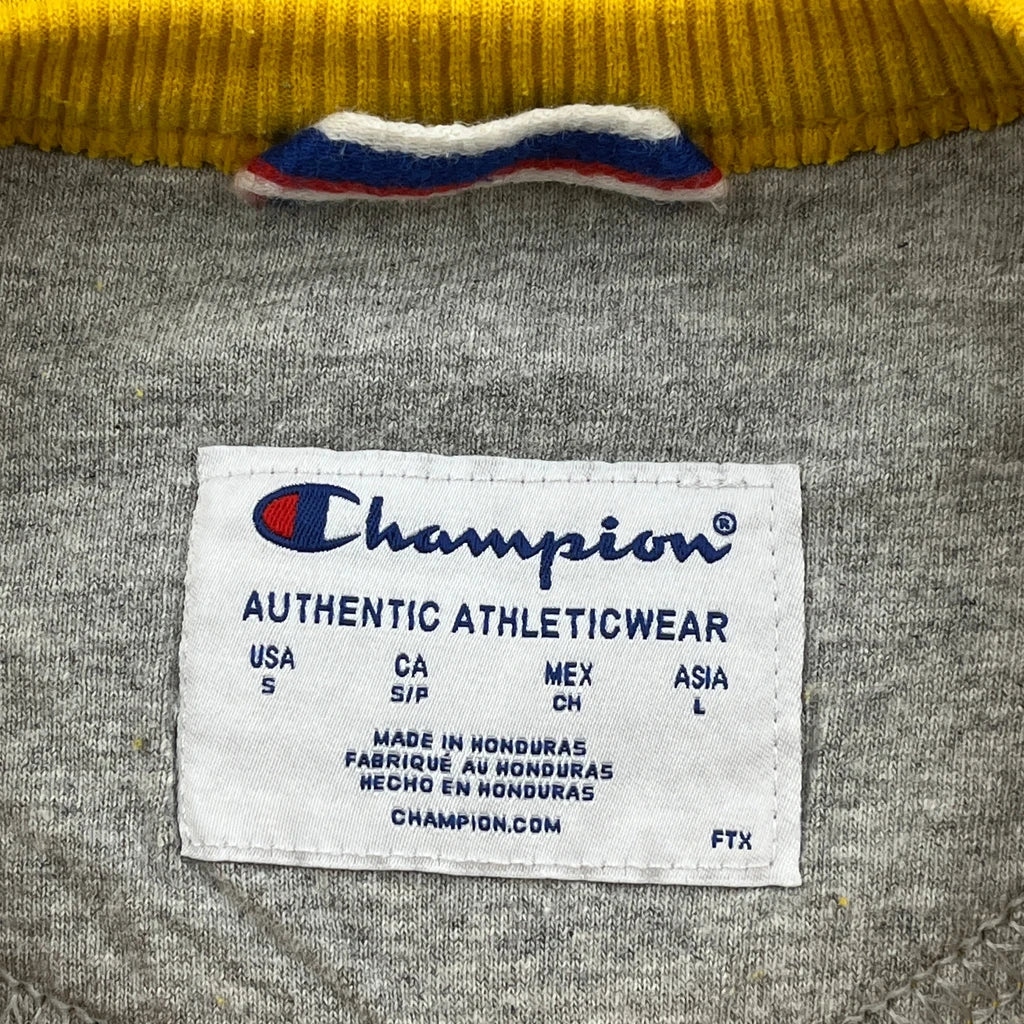 Champion®
AUTHENTIC ATHLETICWEAR
USA CA MEX ASIA
S S/P CH L
MADE IN HONDURAS
FABRIQUÉ AU HONDURAS
HECHO EN HONDURAS
CHAMPION.COM
FTX